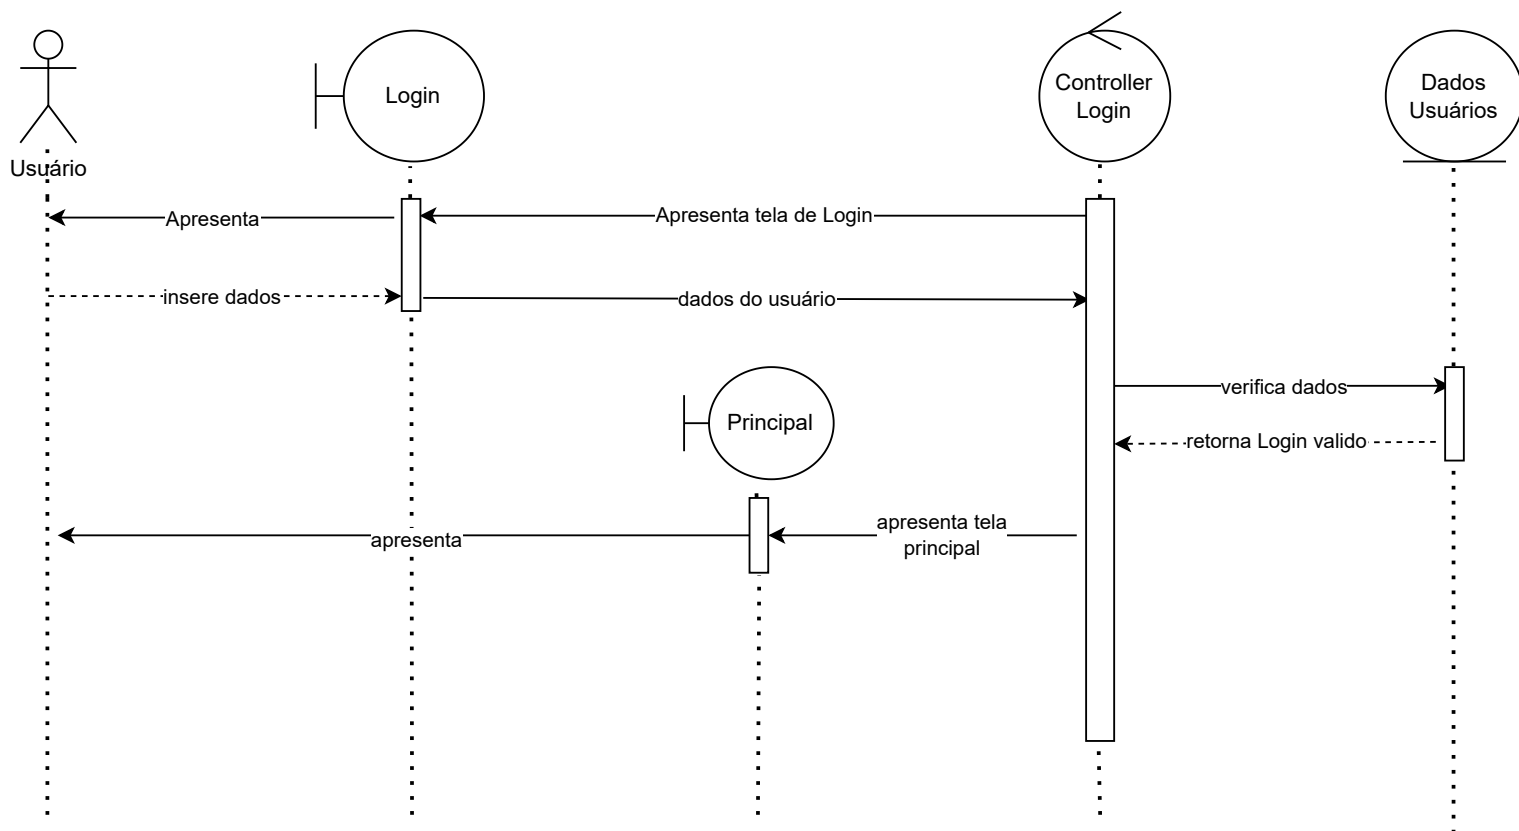 Usuário
Login
Controller
Login
Dados
Usuários
Apresenta
Apresenta tela de Login
insere dados
dados do usuário
verifica dados
Principal
retorna Login valido
apresenta
apresenta tela
principal